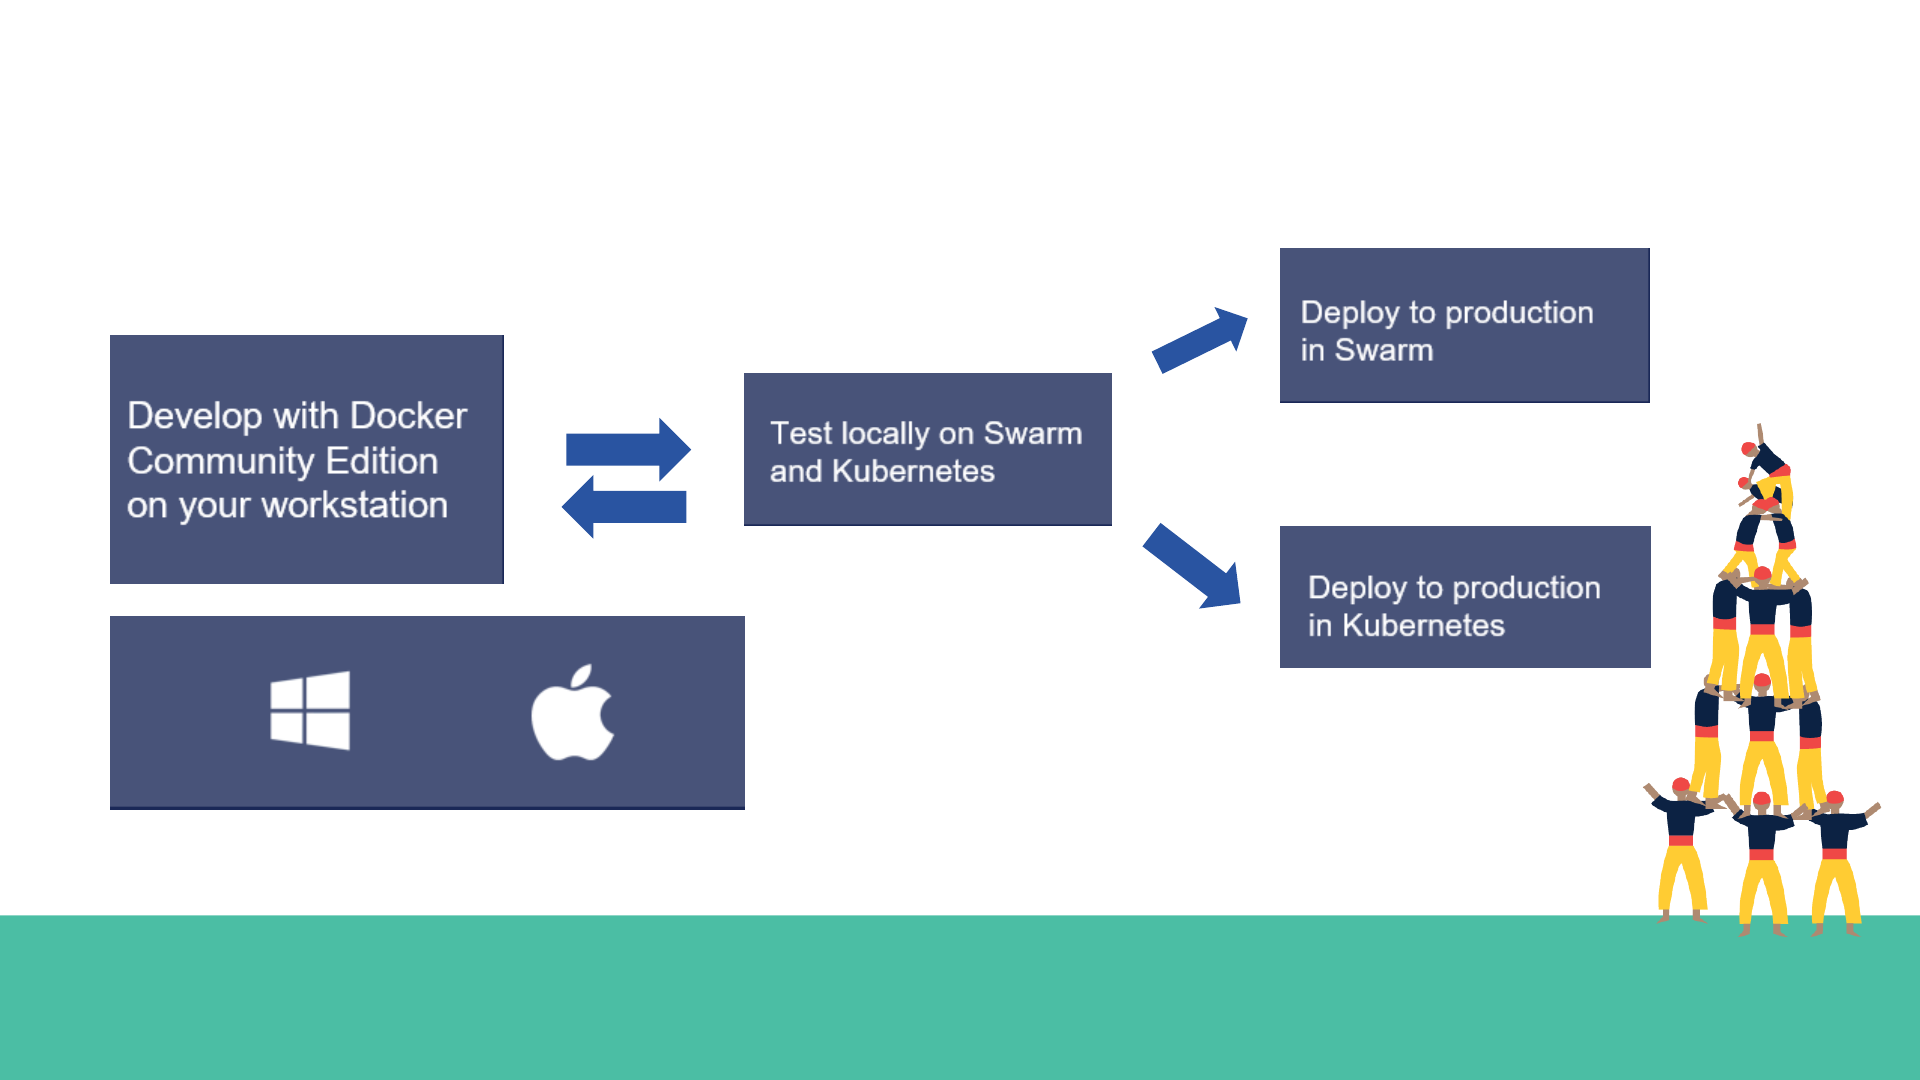 Develop with Docker
Community Edition
on your workstation
Test locally on Swarm
and Kubernetes
Deploy to production
in Swarm
Deploy to production
in Kubernetes